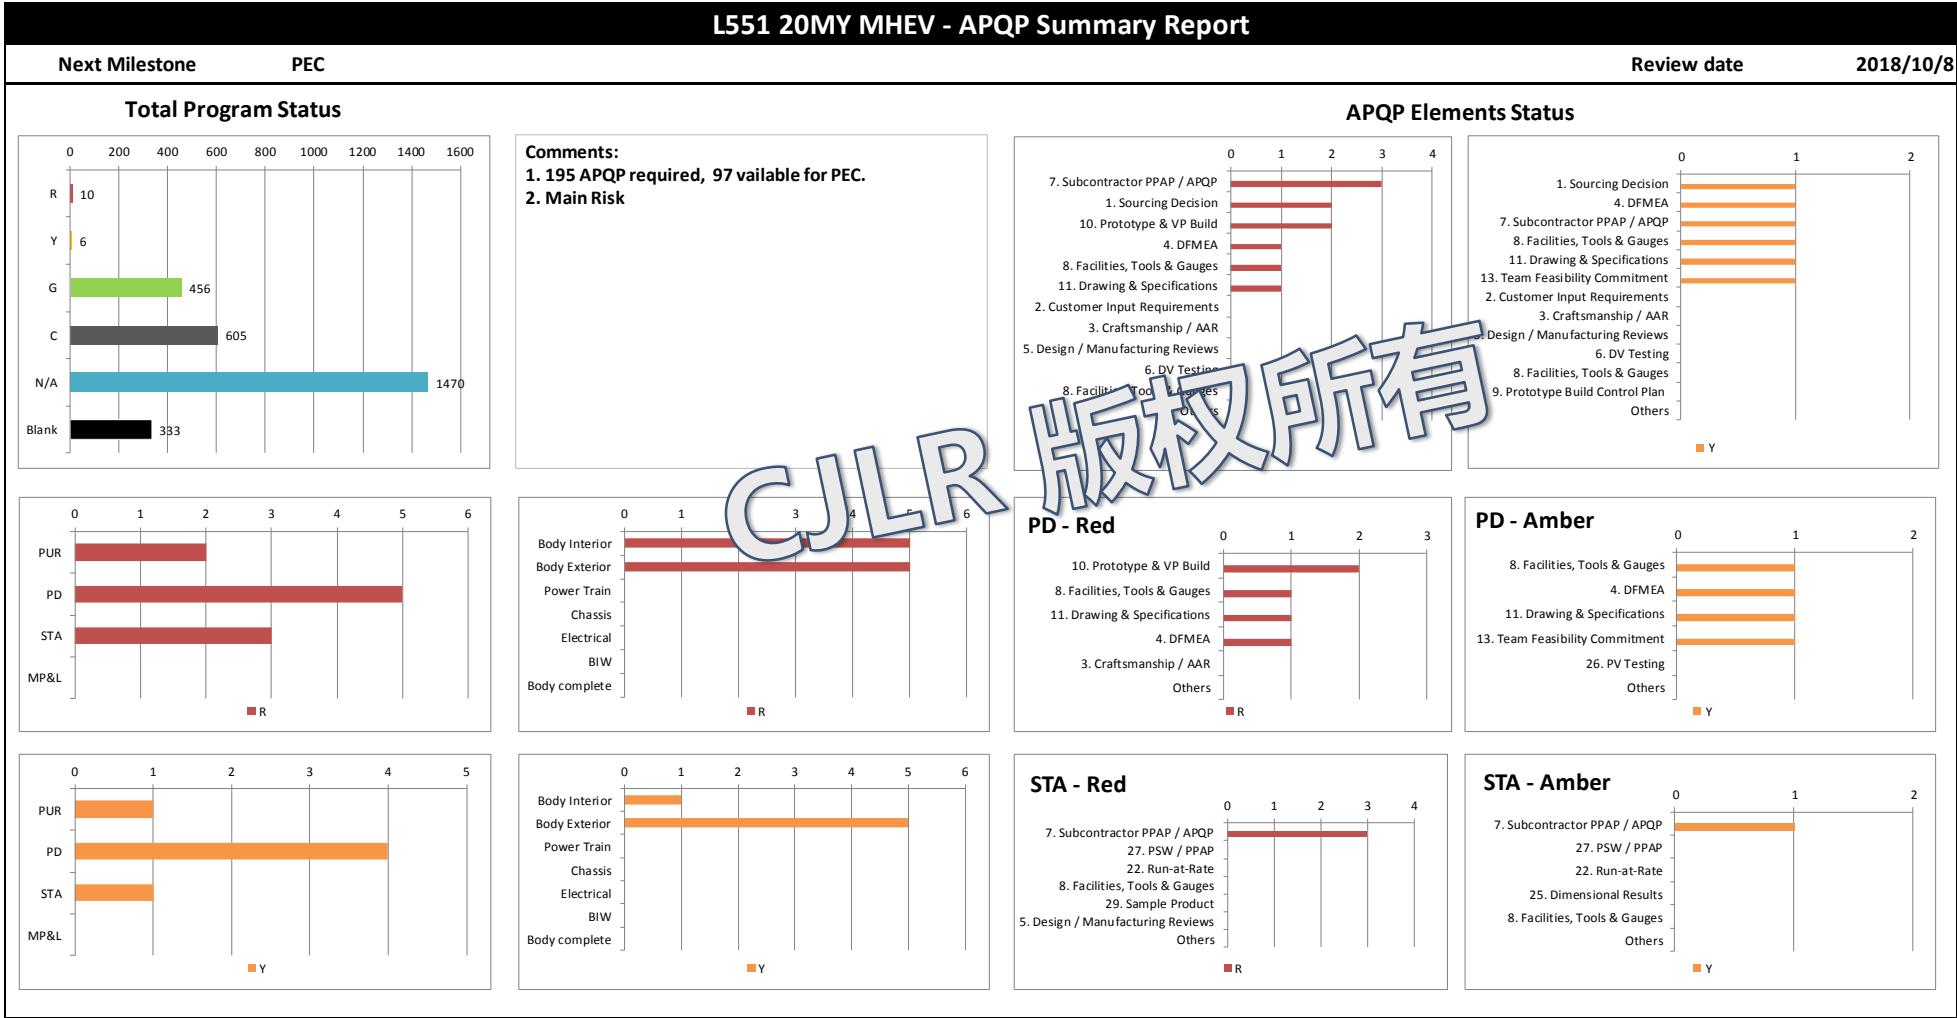 L551 20MY MHEV - APQP Summary Report
Next Milestone PEC Review date 2018/10/8
Total Program Status
APQP Elements Status
0 200 400 600 800 1000 1200 1400 1600
R 10
Y 6
G 456
C 605
N/A 1470
Blank 333
Comments:
1. 195 APQP required, 97 vailable for PEC.
2. Main Risk
0 1 2 3 4
7. Subcontractor PPAP / APQP
1. Sourcing Decision
10. Prototype & VP Build
4. DFMEA
8. Facilities, Tools & Gauges
11. Drawing & Specifications
2. Customer Input Requirements
3. Craftsmanship / AAR
5. Design / Manufacturing Reviews
6. DV Testing
8. Facilities, Tools & Gauges
Others
0 1 2
1. Sourcing Decision
4. DFMEA
7. Subcontractor PPAP / APQP
8. Facilities, Tools & Gauges
11. Drawing & Specifications
13. Team Feasibility Commitment
2. Customer Input Requirements
3. Craftsmanship / AAR
5. Design / Manufacturing Reviews
6. DV Testing
8. Facilities, Tools & Gauges
9. Prototype Build Control Plan
Others
Y
CJLR 版权所有
0 1 2 3 4 5 6
PUR
PD
STA
MP&L
R
0 1 2 3 4 5 6
Body Interior
Body Exterior
Power Train
Chassis
Electrical
BIW
Body complete
R
PD - Red
0 1 2 3
10. Prototype & VP Build
8. Facilities, Tools & Gauges
11. Drawing & Specifications
4. DFMEA
3. Craftsmanship / AAR
Others
R
PD - Amber
0 1 2
8. Facilities, Tools & Gauges
4. DFMEA
11. Drawing & Specifications
13. Team Feasibility Commitment
26. PV Testing
Others
Y
0 1 2 3 4 5
PUR
PD
STA
MP&L
Y
0 1 2 3 4 5 6
Body Interior
Body Exterior
Power Train
Chassis
Electrical
BIW
Body complete
Y
STA - Red
0 1 2 3 4
7. Subcontractor PPAP / APQP
27. PSW / PPAP
22. Run-at-Rate
8. Facilities, Tools & Gauges
29. Sample Product
5. Design / Manufacturing Reviews
Others
R
STA - Amber
0 1 2
7. Subcontractor PPAP / APQP
27. PSW / PPAP
22. Run-at-Rate
25. Dimensional Results
8. Facilities, Tools & Gauges
Others
Y